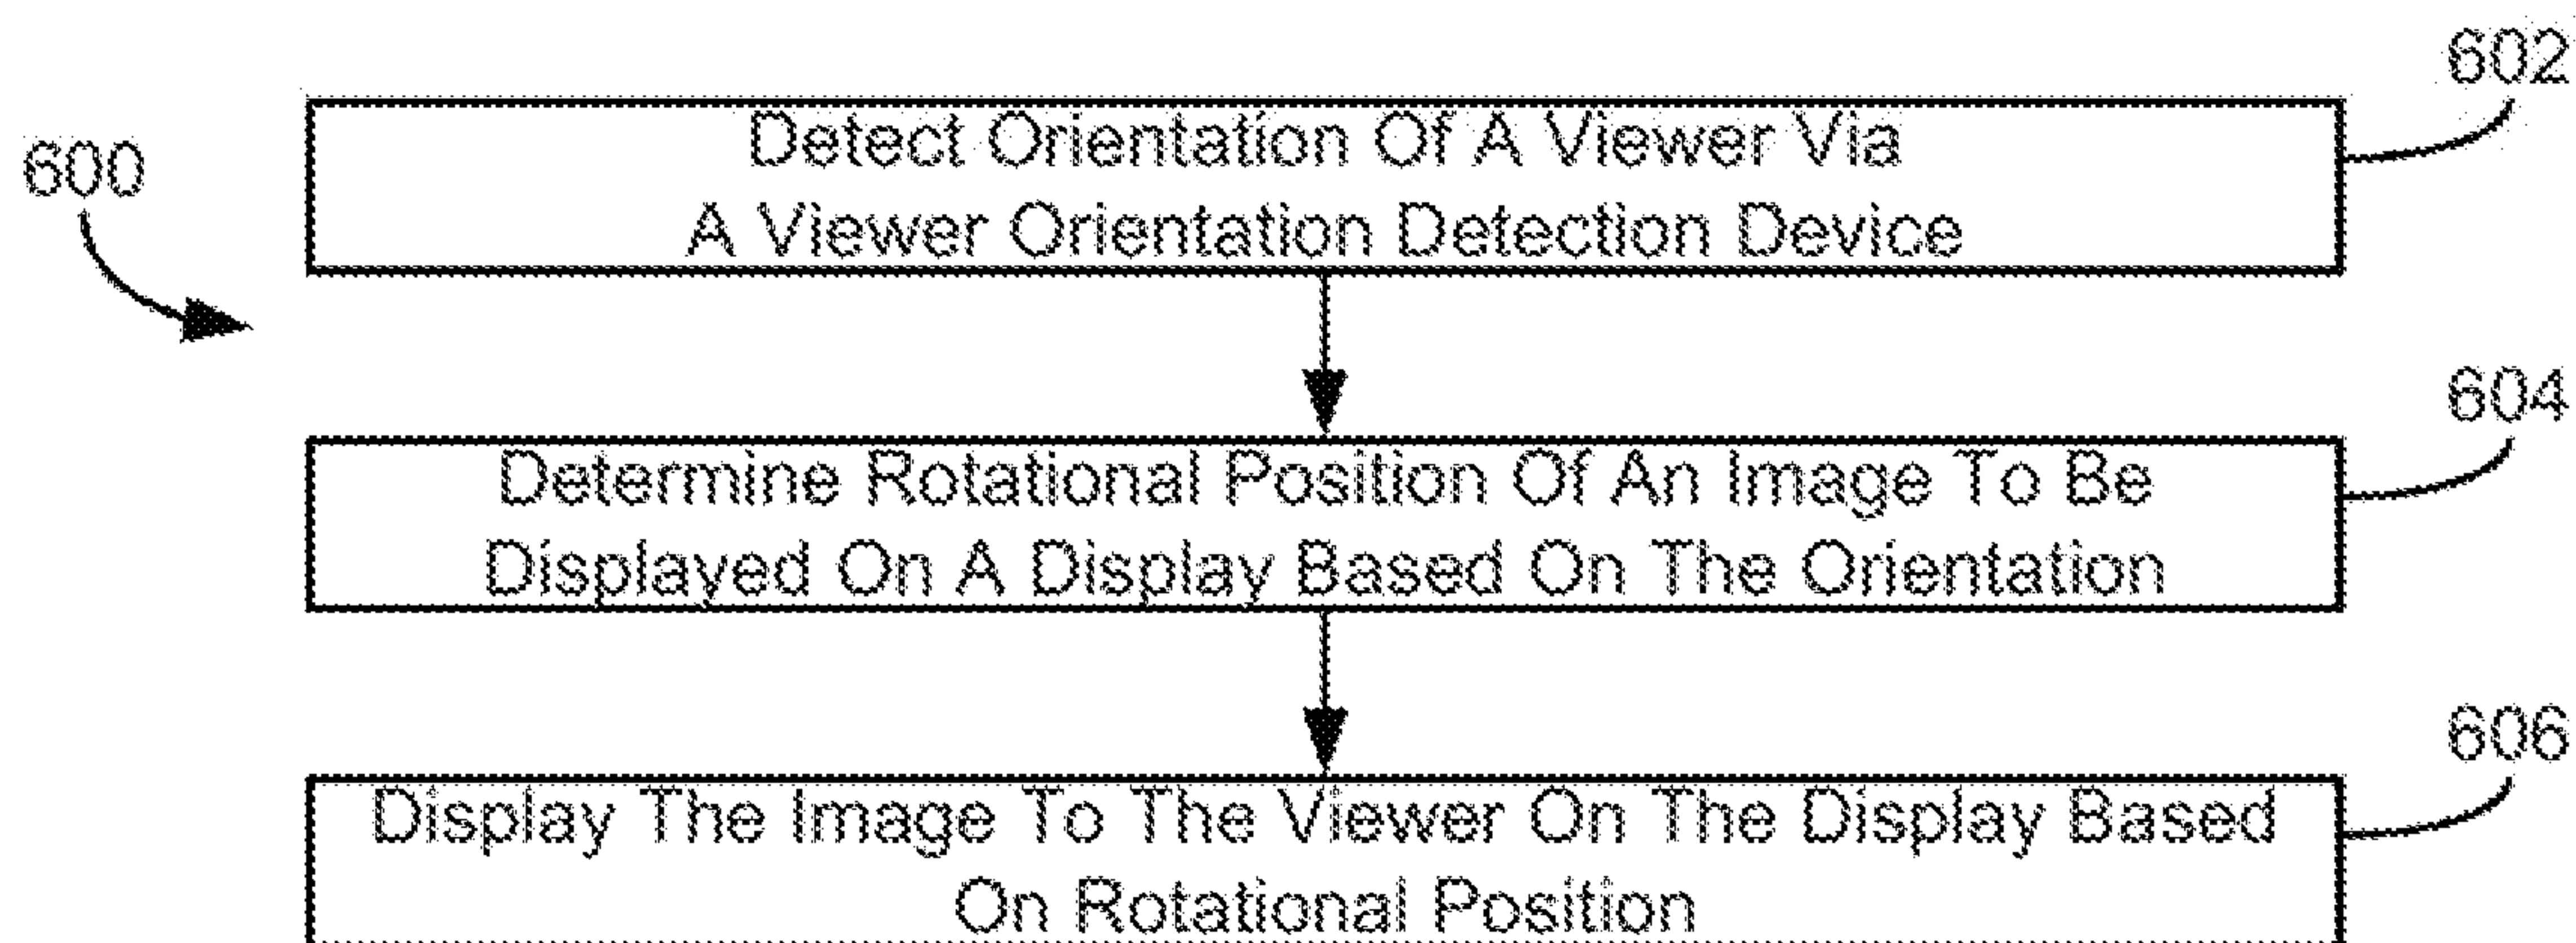 602
600
Detect Orientation Of A Viewer Via
A Viewer Orientation Detection Device
604
Determine Rotational Position Of An Image To Be
Displayed On A Display Based On The Orientation
606
Display The Image To The Viewer On The Display Based
On Rotational Position